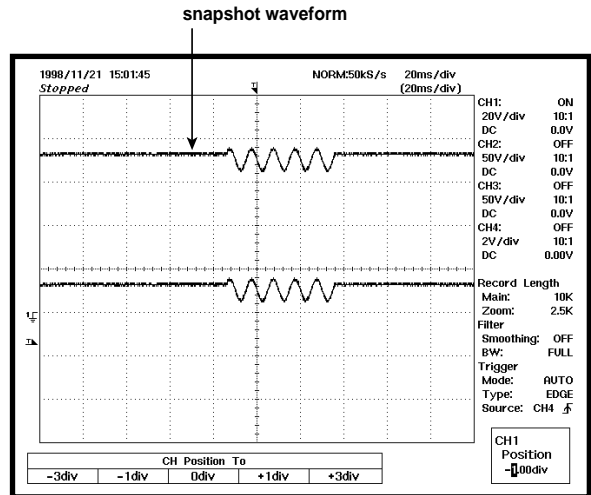 snapshot waveform
1998/11/21 15:01:45 NORM:50kS/s 20ms/div
Stopped (20ms/div)
CH1: ON
20V/div 10:1
DC 0.0V
CH2: OFF
50V/div 10:1
DC 0.0V
CH3: OFF
50V/div 10:1
DC 0.0V
CH4: OFF
2V/div 10:1
DC 0.00V
Record Length
Main: 10K
Zoom: 2.5K
Filter
Smoothing: OFF
BW: FULL
Trigger
Mode: AUTO
Type: EDGE
Source: CH4
CH1
Position
-1.00div
CH Position To
-3div -1div 0div +1div +3div